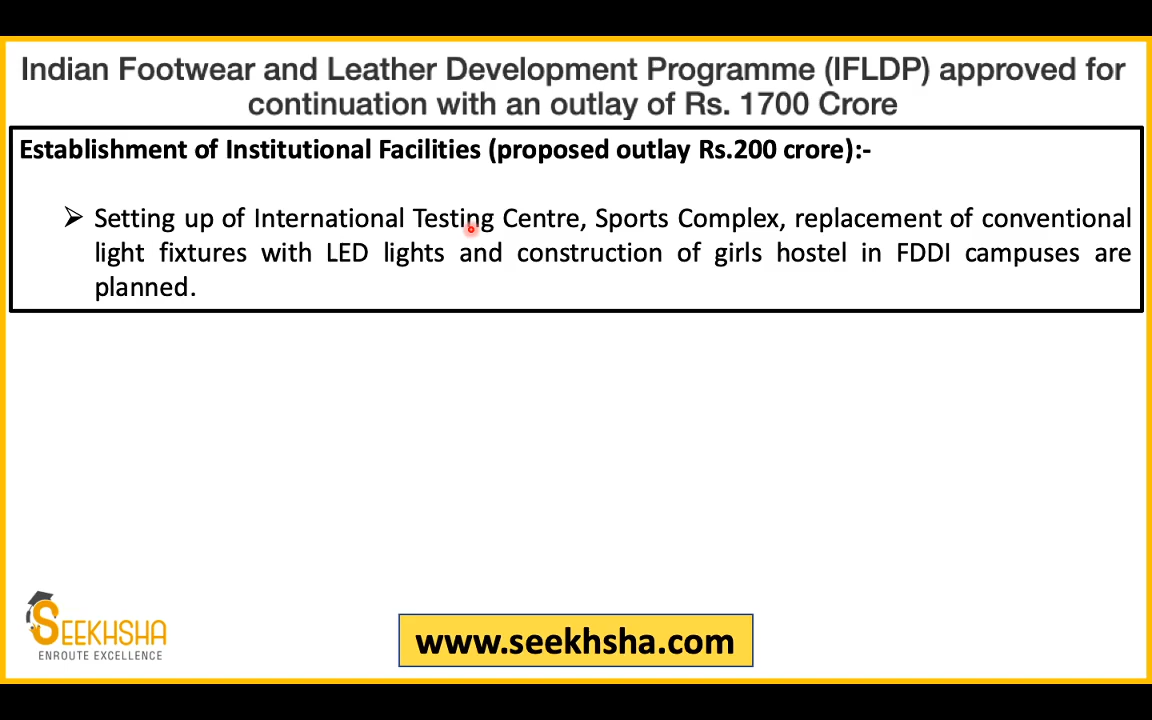 Indian Footwear and Leather Development Programme (IFLDP) approved for
continuation with an outlay of Rs. 1700 Crore
Establishment of Institutional Facilities (proposed outlay Rs.200 crore):-
➢ Setting up of International Testing Centre, Sports Complex, replacement of conventional
light fixtures with LED lights and construction of girls hostel in FDDI campuses are
planned.
SEEKHSHA
ENROUTE EXCELLENCE
www.seekhsha.com